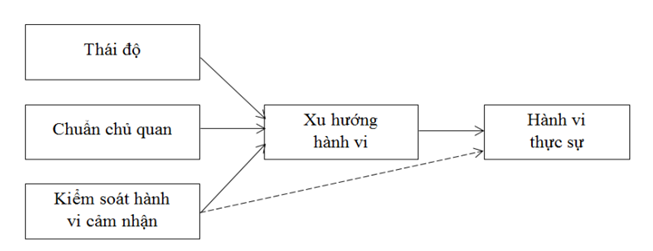 Thái độ
Chuẩn chủ quan
Kiểm soát hành
vi cảm nhận
Xu hướng
hành vi
Hành vi
thực sự